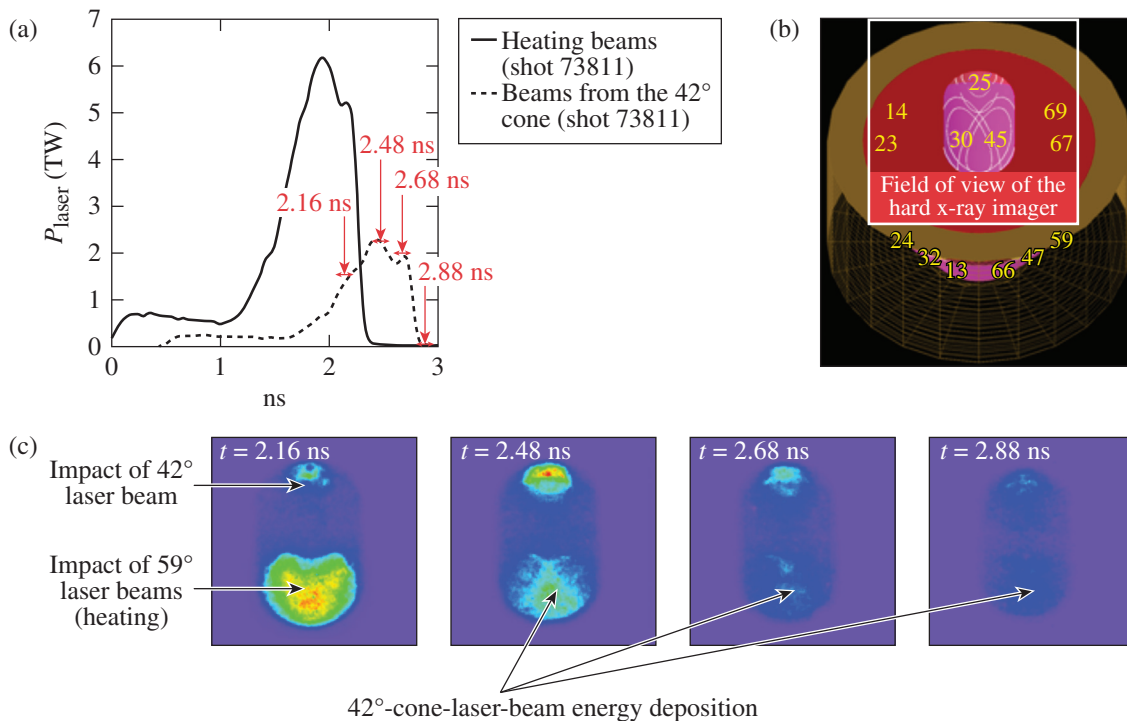 (a)
7
6
5
4
3
2
1
0
P_laser (TW)
0
1
2
3
ns
2.16 ns
2.48 ns
2.68 ns
2.88 ns
Heating beams
(shot 73811)
Beams from the 42°
cone (shot 73811)
(b)
25
14
69
23
30
45
67
Field of view of the
hard x-ray imager
24
59
32
47
13
66
(c)
t = 2.16 ns
t = 2.48 ns
t = 2.68 ns
t = 2.88 ns
Impact of 42°
laser beam
Impact of 59°
laser beams
(heating)
42°-cone-laser-beam energy deposition